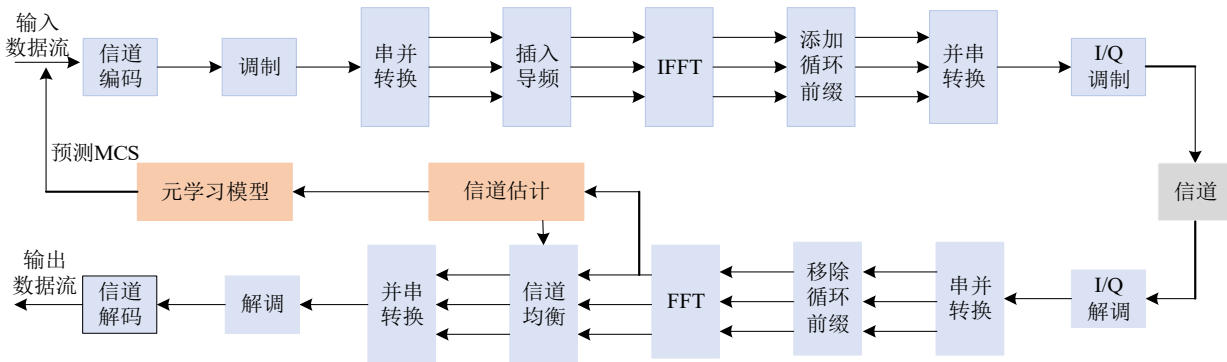 输入
数据流
信道
编码
调制
串并
转换
插入
导频
IFFT
添加
循环
前缀
并串
转换
I/Q
调制
预测MCS
元学习模型
信道估计
信道
输出
数据流
信道
解码
解调
并串
转换
信道
均衡
FFT
移除
循环
前缀
串并
转换
I/Q
解调